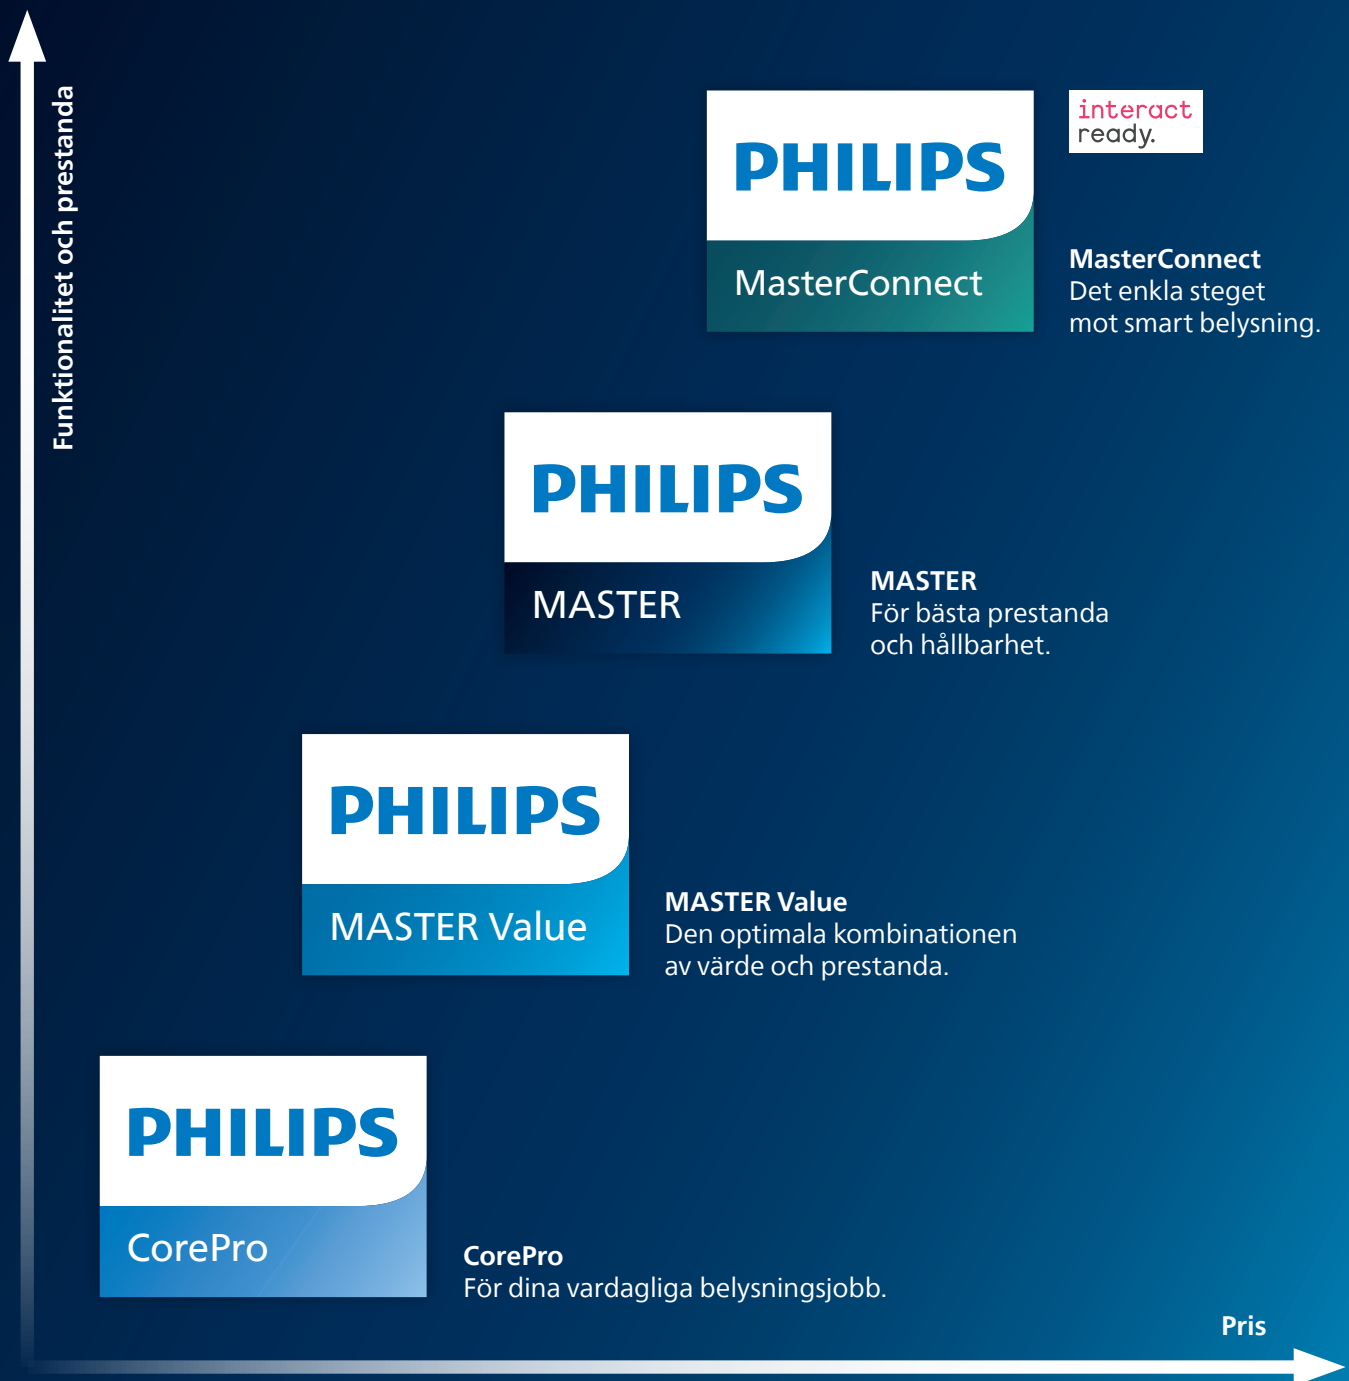 Funktionalitet och prestanda
PHILIPS
MasterConnect
interact
ready.
MasterConnect
Det enkla steget
mot smart belysning.
PHILIPS
MASTER
MASTER
För bästa prestanda
och hållbarhet.
PHILIPS
MASTER Value
MASTER Value
Den optimala kombinationen
av värde och prestanda.
PHILIPS
CorePro
CorePro
För dina vardagliga belysningsjobb.
Pris